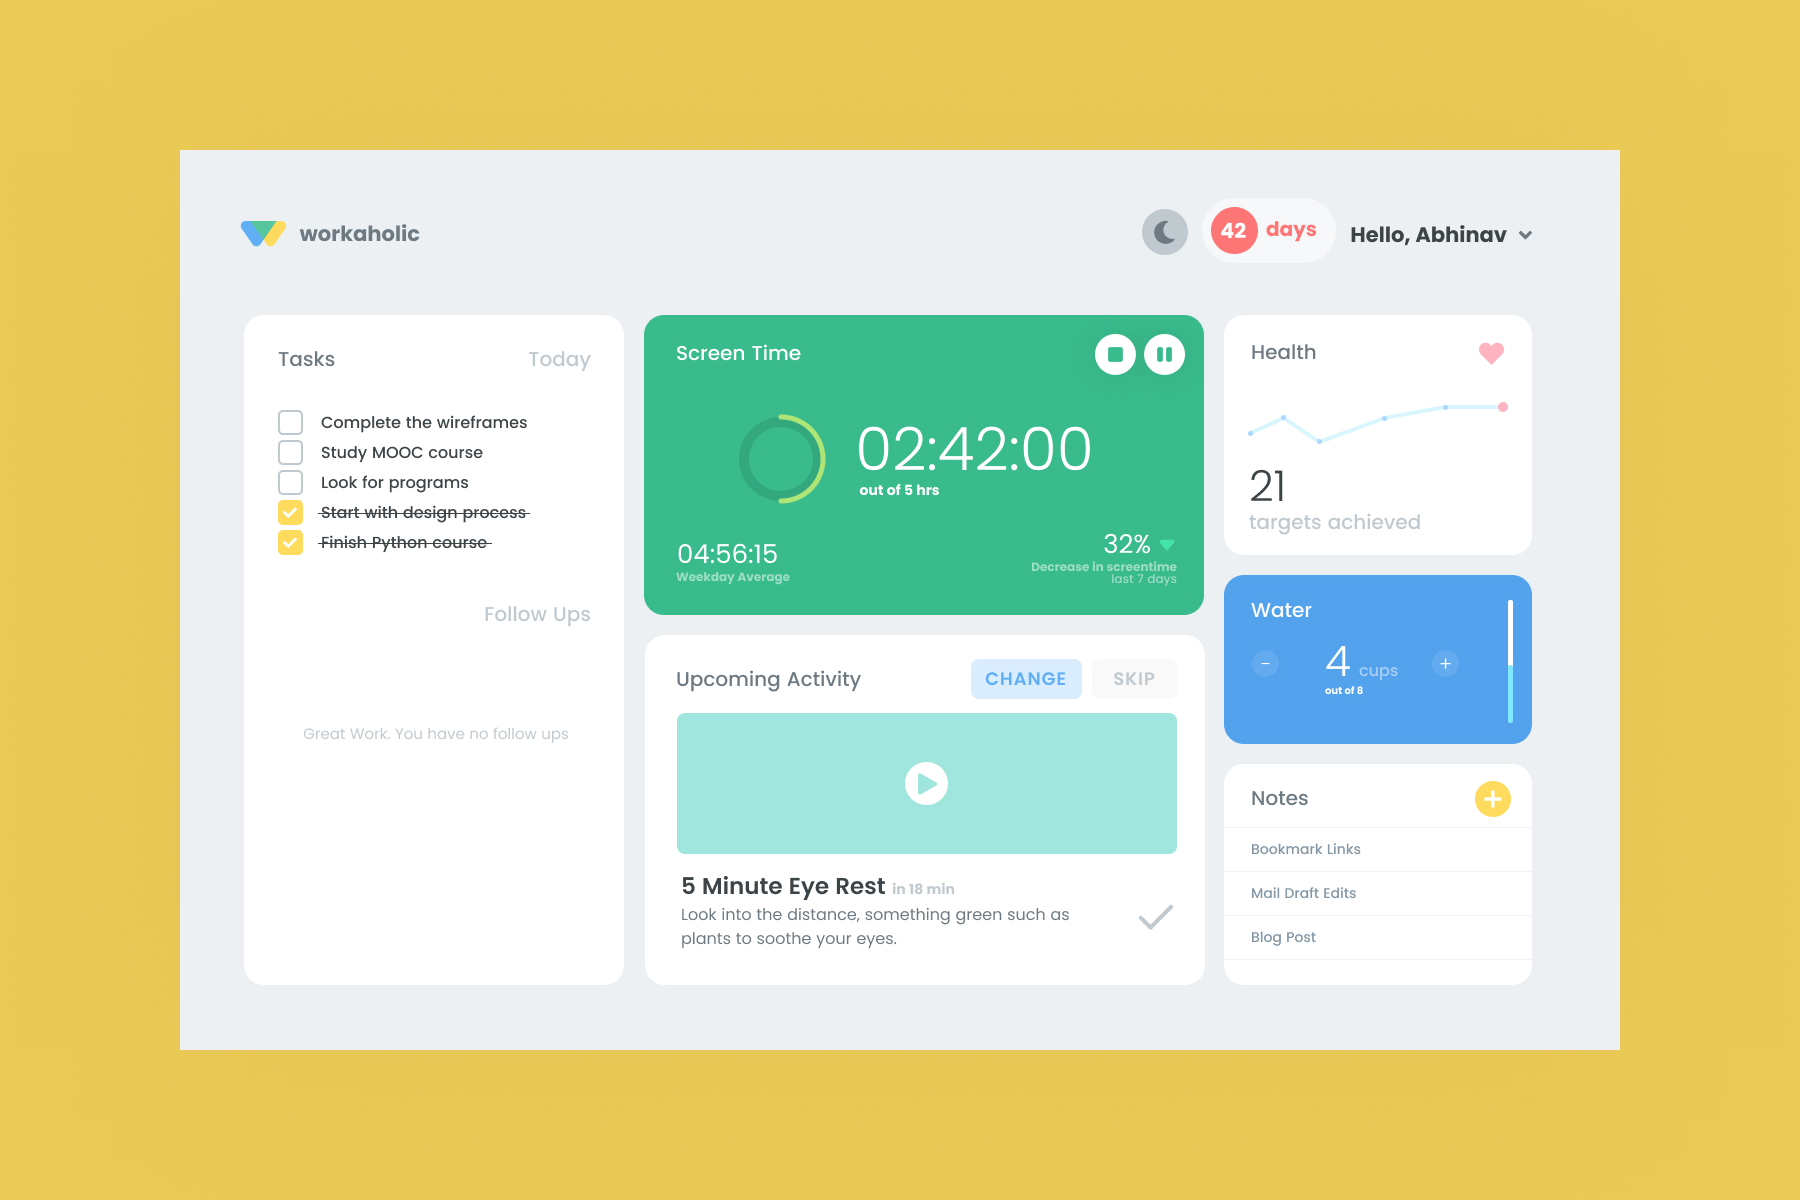 workaholic
42 days
Hello, Abhinav
Tasks
Today
Complete the wireframes
Study MOOC course
Look for programs
Start with design process
Finish Python course
Follow Ups
Great Work. You have no follow ups
Screen Time
02:42:00
out of 5 hrs
04:56:15
Weekday Average
32%
Decrease in screentime
last 7 days
Upcoming Activity
CHANGE
SKIP
5 Minute Eye Rest in 18 min
Look into the distance, something green such as
plants to soothe your eyes.
Health
21
targets achieved
Water
- 4 cups +
out of 8
Notes
Bookmark Links
Mail Draft Edits
Blog Post